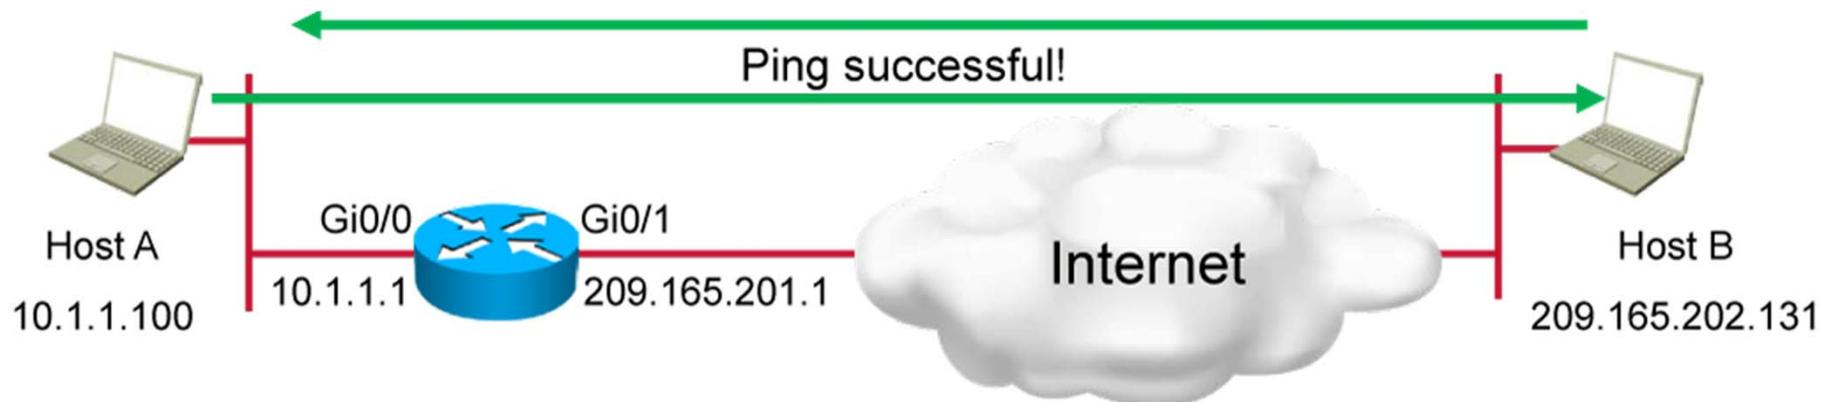 Ping successful!
Host A
10.1.1.100
Gi0/0
Gi0/1
10.1.1.1
209.165.201.1
Internet
Host B
209.165.202.131